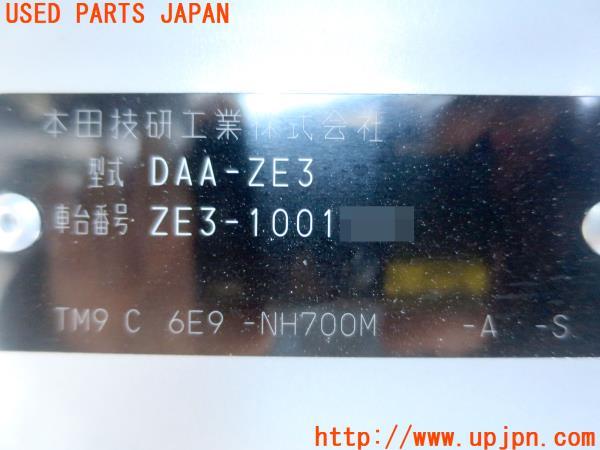 USED PARTS JAPAN
本田技研工業株式会社
型式 DAA-ZE3
車台番号 ZE3-1001
TM9 C 6E9 -NH700M -A -S
http://www.upjpn.com/